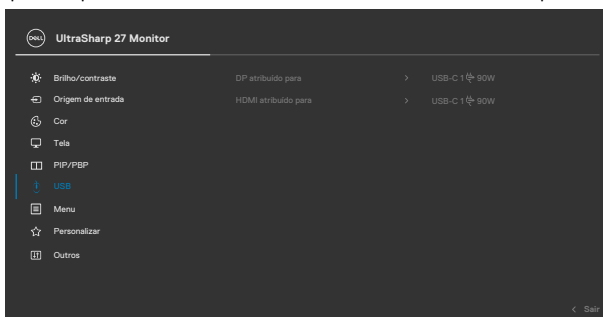 DELL UltraSharp 27 Monitor
Brilho/contraste DP atribuído para > USB-C 1 90W
Origem de entrada HDMI atribuído para > USB-C 1 90W
Cor
Tela
PIP/PBP
USB
Menu
Personalizar
Outros
< Sair